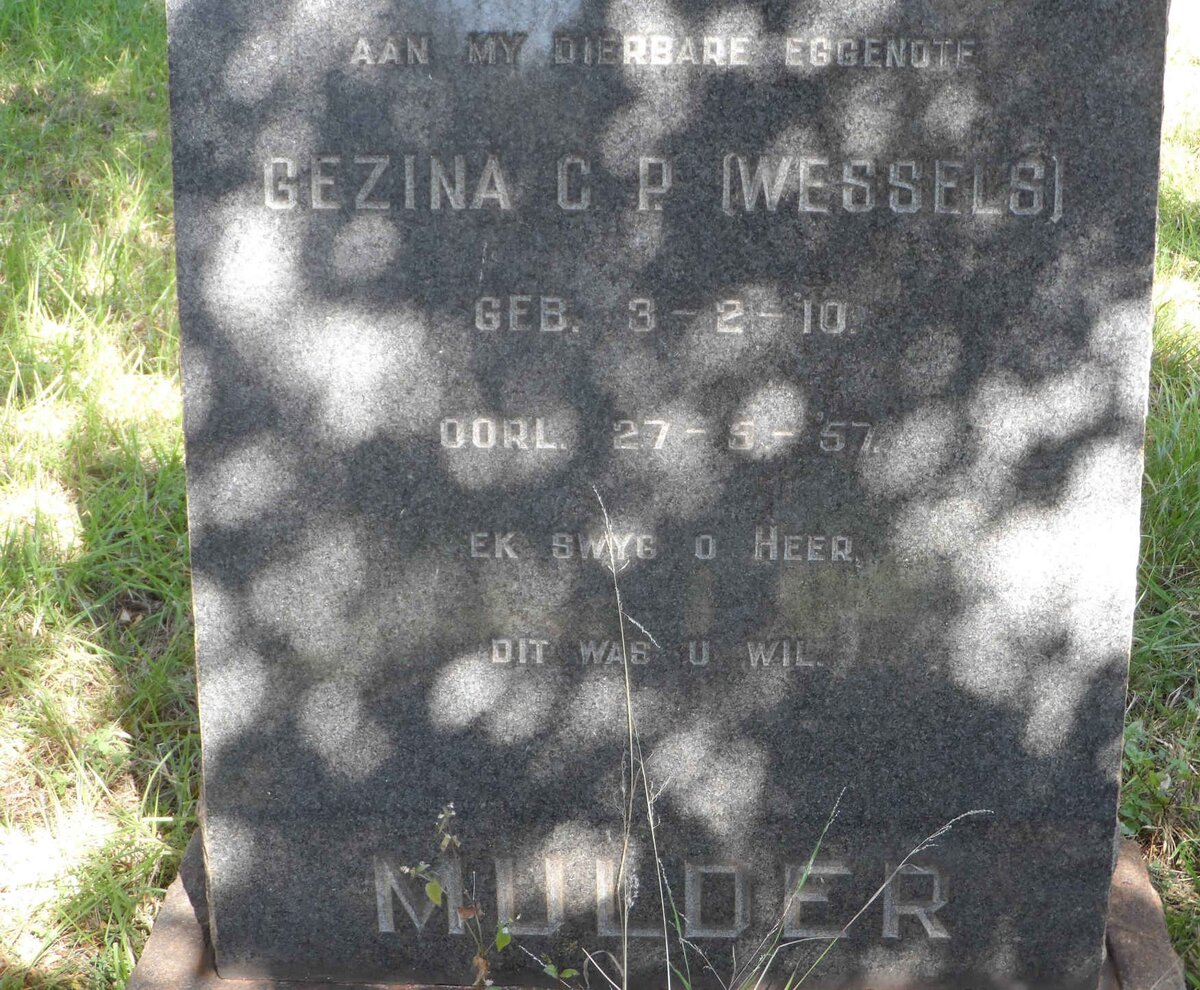 AAN MY DIERBARE EGGENOTE
GEZINA C P (WESSELS)
GEB. 3-2-'10.
OORL. 27-5-'57.
EK SWYG O HEER,
DIT WAS U WIL.
MULDER